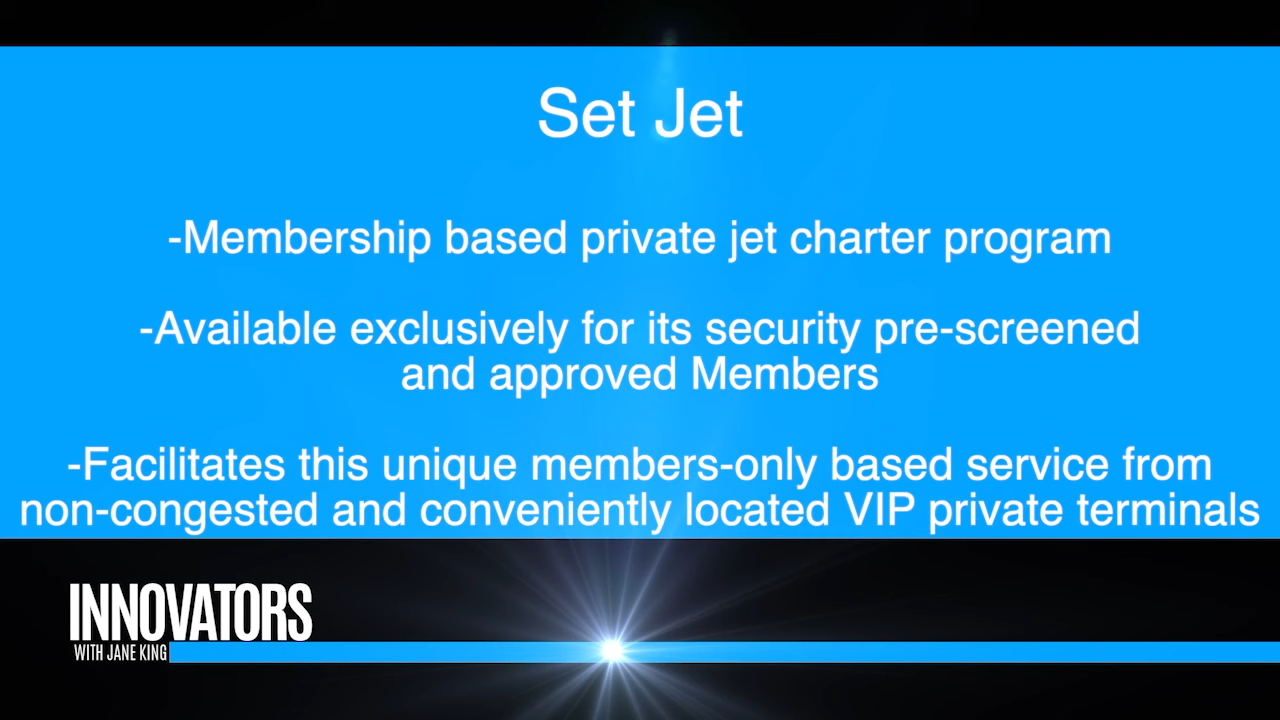 Set Jet
-Membership based private jet charter program
-Available exclusively for its security pre-screened
and approved Members
-Facilitates this unique members-only based service from
non-congested and conveniently located VIP private terminals
INNOVATORS
WITH JANE KING